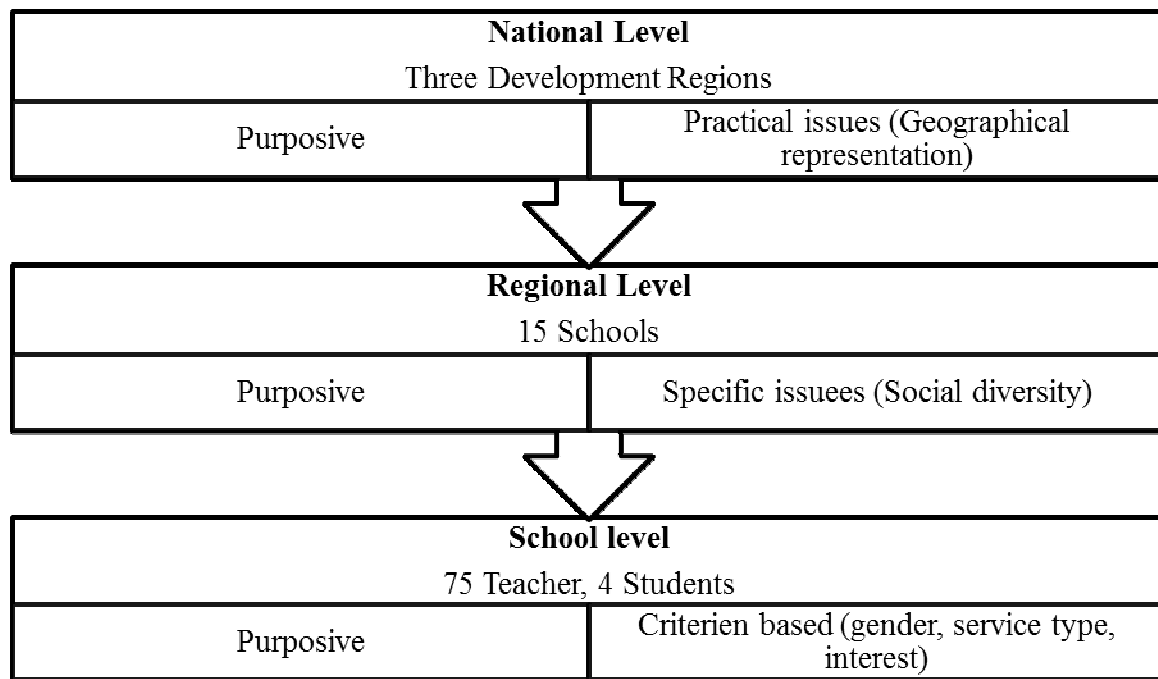 National Level
Three Development Regions
Purposive
Practical issues (Geographical
representation)
Regional Level
15 Schools
Purposive
Specific issuees (Social diversity)
School level
75 Teacher, 4 Students
Purposive
Criterien based (gender, service type,
interest)